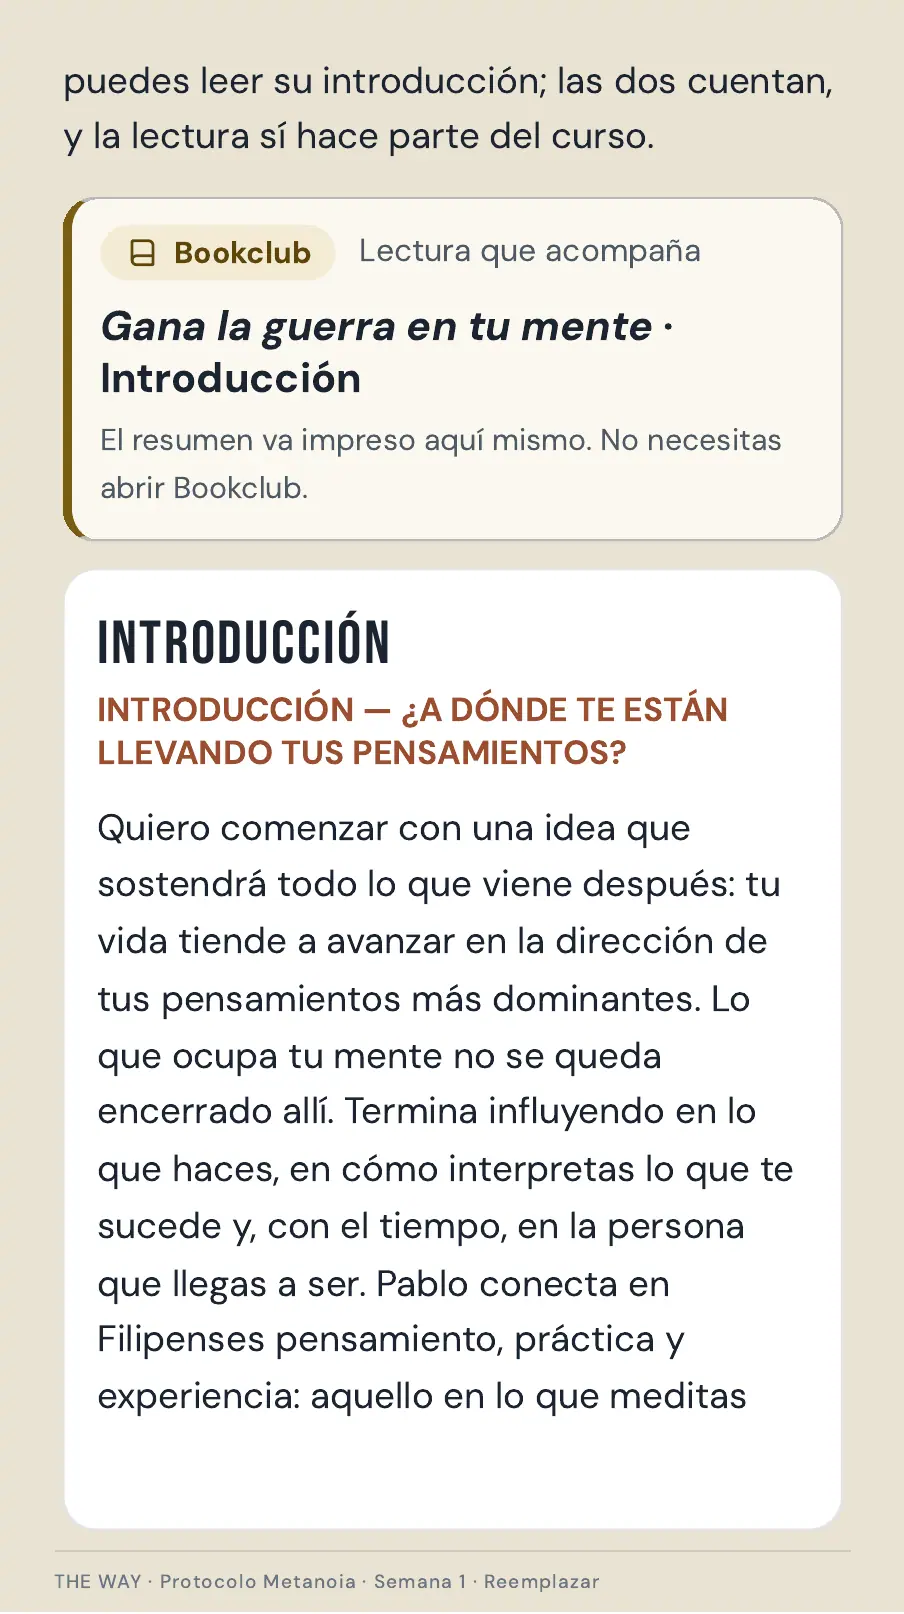 puedes leer su introducción; las dos cuentan,
y la lectura sí hace parte del curso.
Bookclub Lectura que acompaña
Gana la guerra en tu mente ·
Introducción
El resumen va impreso aquí mismo. No necesitas
abrir Bookclub.
INTRODUCCIÓN
INTRODUCCIÓN — ¿A DÓNDE TE ESTÁN
LLEVANDO TUS PENSAMIENTOS?
Quiero comenzar con una idea que
sostendrá todo lo que viene después: tu
vida tiende a avanzar en la dirección de
tus pensamientos más dominantes. Lo
que ocupa tu mente no se queda
encerrado allí. Termina influyendo en lo
que haces, en cómo interpretas lo que te
sucede y, con el tiempo, en la persona
que llegas a ser. Pablo conecta en
Filipenses pensamiento, práctica y
experiencia: aquello en lo que meditas
THE WAY · Protocolo Metanoia · Semana 1 · Reemplazar